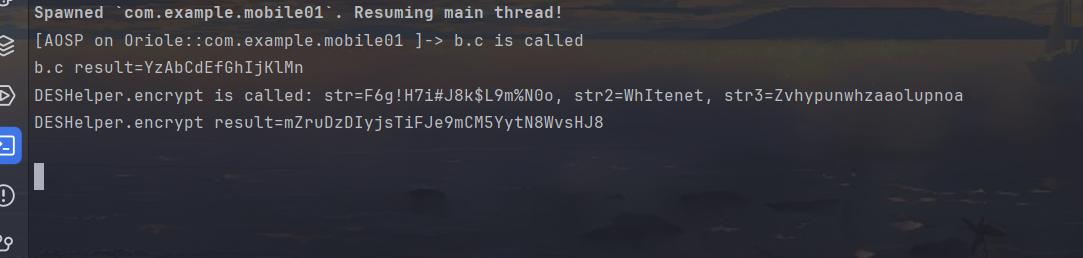 Spawned `com.example.mobile01`. Resuming main thread!
[AOSP on Oriole::com.example.mobile01 ]-> b.c is called
b.c result=YzAbCdEfGhIjKlMn
DESHelper.encrypt is called: str=F6g!H7i#J8k$L9m%N0o, str2=WhItenet, str3=Zvhypunwhzaaolupnoa
DESHelper.encrypt result=mZruDzDIyjsTiFJe9mCM5YytN8WvsHJ8